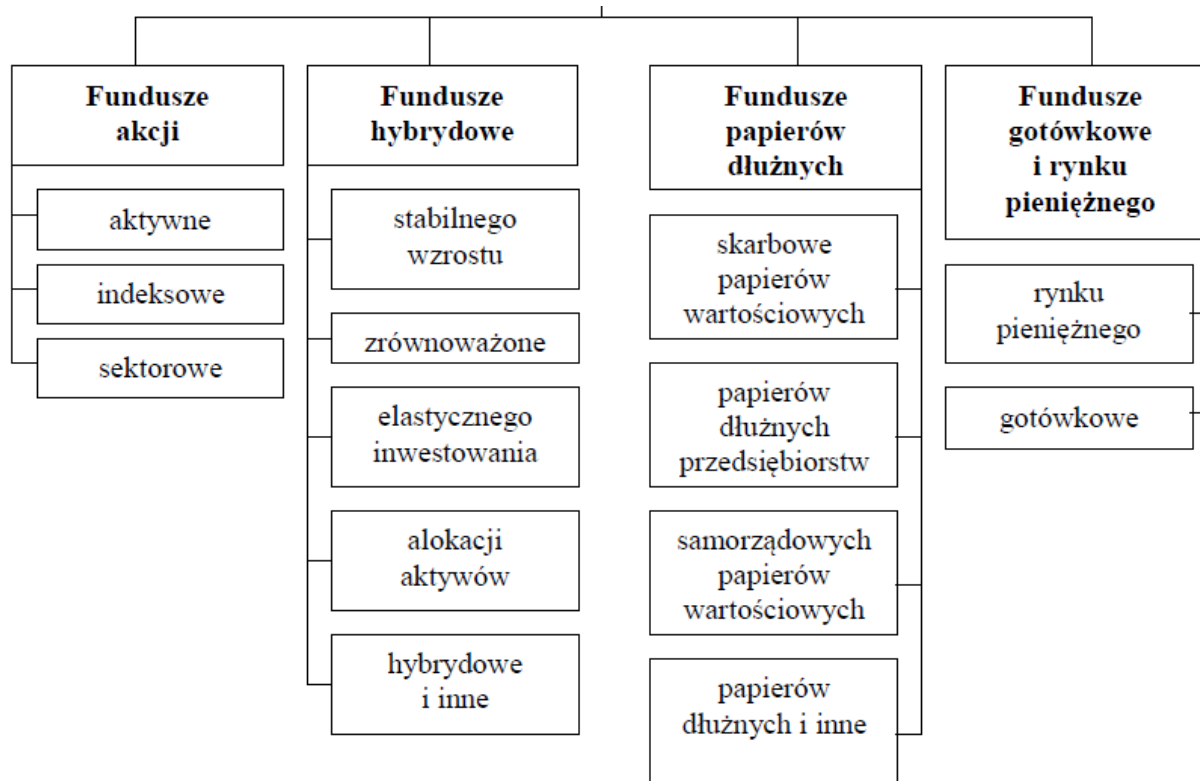 Fundusze
akcji
aktywne
indeksowe
sektorowe
Fundusze
hybrydowe
stabilnego
wzrostu
zrównoważone
elastycznego
inwestowania
alokacji
aktywów
hybrydowe
i inne
Fundusze
papierów
dłużnych
skarbowe
papierów
wartościowych
papierów
dłużnych
przedsiębiorstw
samorządowych
papierów
wartościowych
papierów
dłużnych i inne
Fundusze
gotówkowe
i rynku
pieniężnego
rynku
pieniężnego
gotówkowe